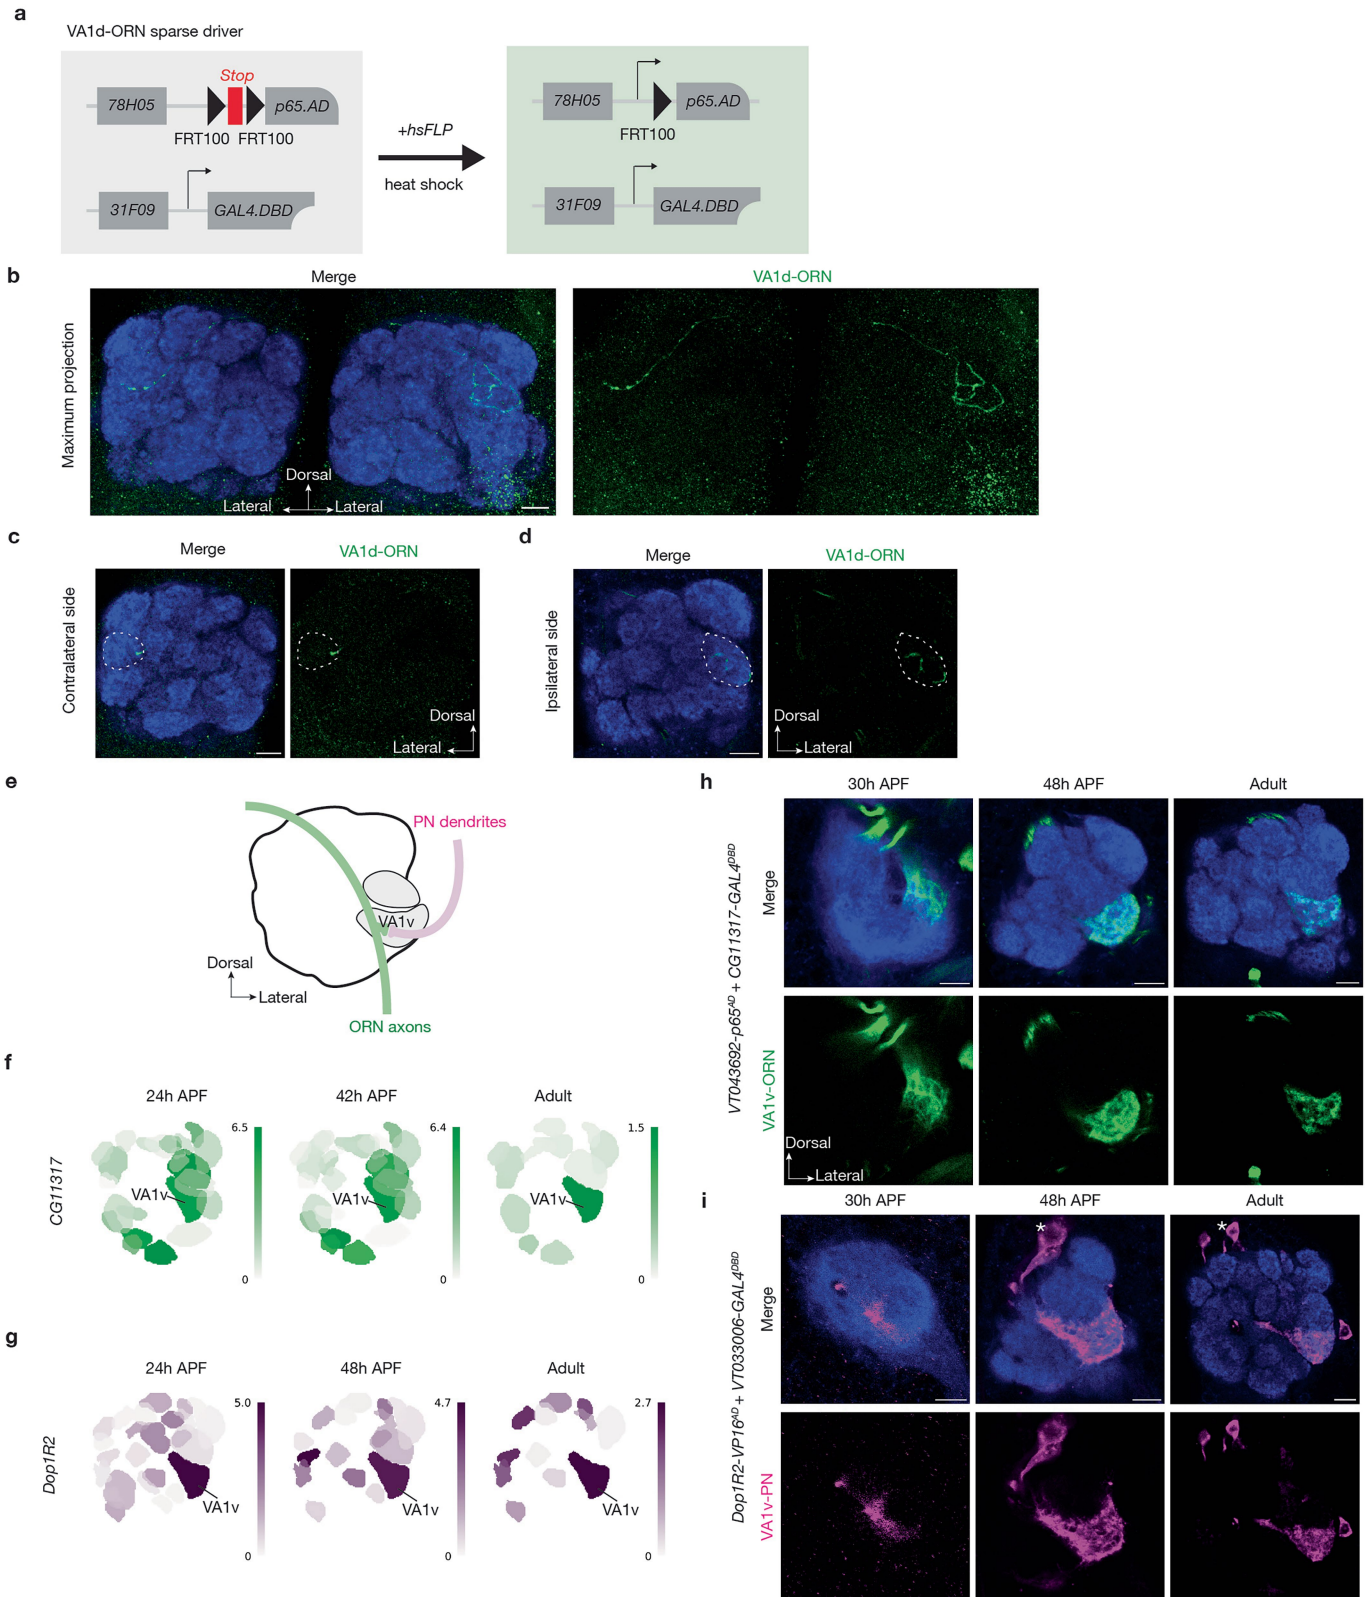 a
VA1d-ORN sparse driver
Stop
78H05
p65.AD
FRT100 FRT100
31F09
GAL4.DBD
+hsFLP
heat shock
78H05
p65.AD
FRT100
31F09
GAL4.DBD
b
Merge
VA1d-ORN
Maximum projection
Dorsal
Lateral
Lateral
c
Merge
VA1d-ORN
Contralateral side
Dorsal
Lateral
d
Merge
VA1d-ORN
Ipsilateral side
Dorsal
Lateral
e
PN dendrites
VA1v
Dorsal
Lateral
ORN axons
f
24h APF
42h APF
Adult
CG11317
VA1v
6.5
0
VA1v
6.4
0
VA1v
1.5
0
g
24h APF
48h APF
Adult
Dop1R2
VA1v
5.0
0
VA1v
4.7
0
VA1v
2.7
0
h
30h APF
48h APF
Adult
VT043692-p65AD + CG11317-GAL4DBD
Merge
VA1v-ORN
Dorsal
Lateral
i
30h APF
48h APF
Adult
Dop1R2-VP16AD + VT033006-GAL4DBD
Merge
*
*
VA1v-PN